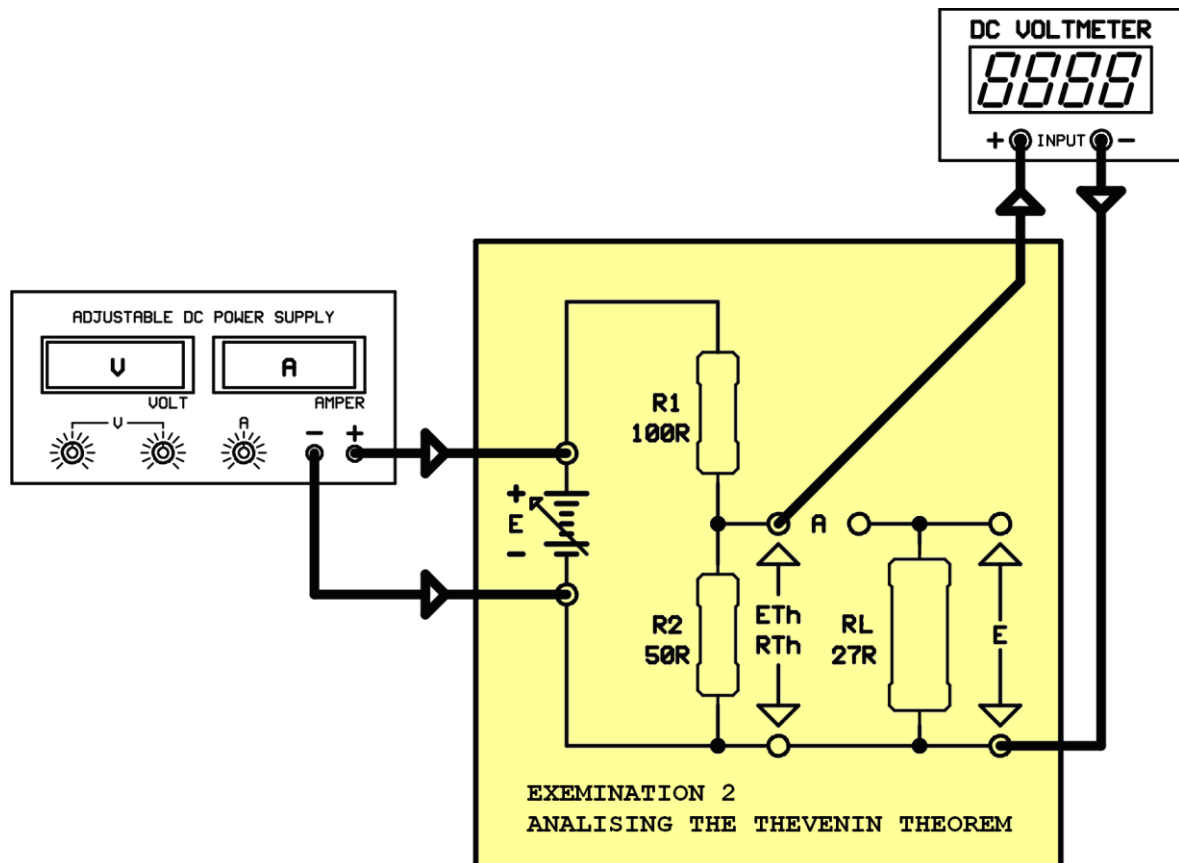 DC VOLTMETER
8888
+ INPUT -
ADJUSTABLE DC POWER SUPPLY
V A
VOLT AMPER
V A - +
R1
100R
+
E
-
A
R2
50R
ETh
RTh
RL
27R
E
EXEMINATION 2
ANALISING THE THEVENIN THEOREM